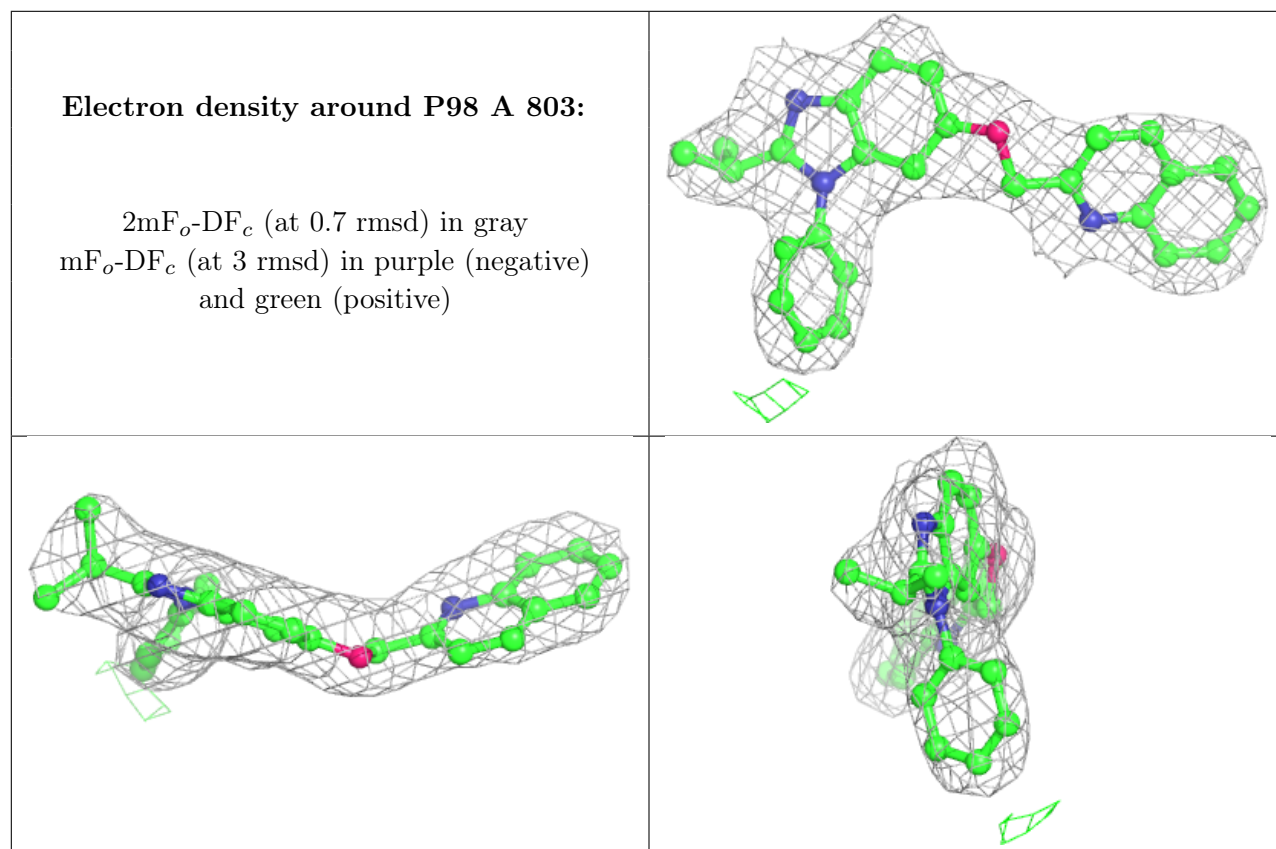 Electron density around P98 A 803:
2mFo-DFc (at 0.7 rmsd) in gray
mFo-DFc (at 3 rmsd) in purple (negative)
and green (positive)